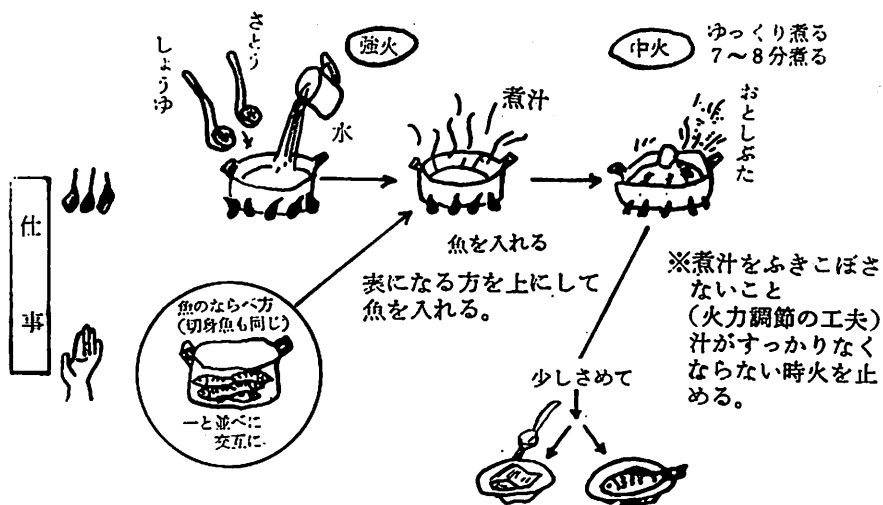 さとう
しょうゆ
水
強火
煮汁
中火
ゆっくり煮る
7～8分煮る
おとしぶた
仕事
魚を入れる
表になる方を上にして
魚を入れる。
魚のならべ方
(切身魚も同じ)
一と並べに
交互に
※煮汁をふきこぼさ
ないこと
(火力調節の工夫)
汁がすっかりなく
ならない時火を止
める。
少しさめて